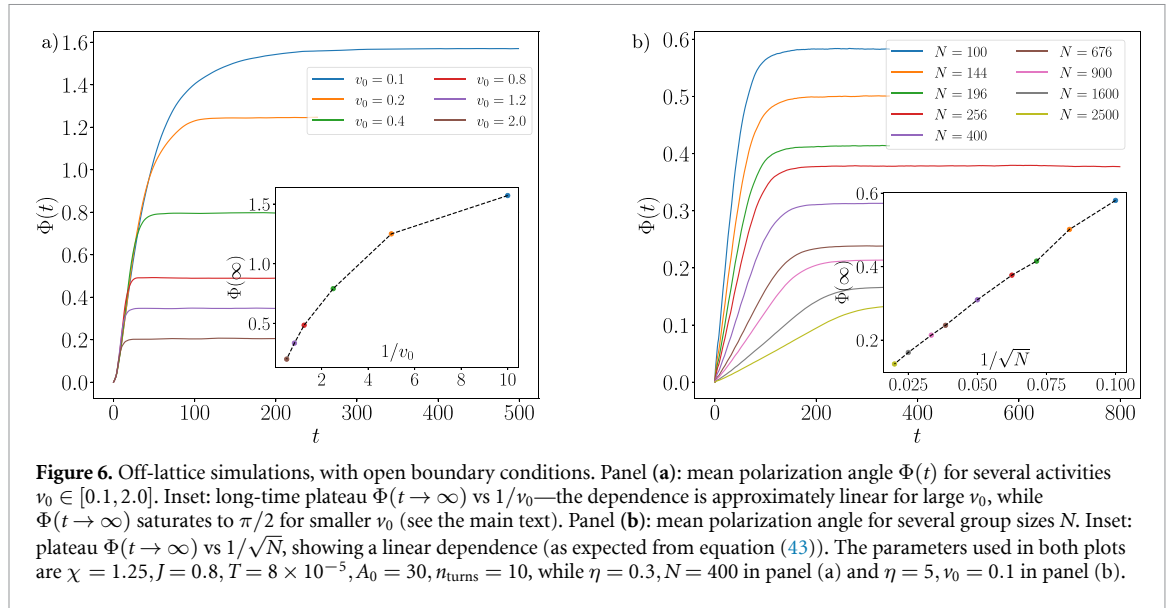 a)
1.6
1.4
1.2
1.0
0.8
0.6
0.4
0.2
0.0
Φ(t)
v₀ = 0.1
v₀ = 0.2
v₀ = 0.4
v₀ = 0.8
v₀ = 1.2
v₀ = 2.0
1.5
1.0
0.5
Φ(∞)
1/v₀
2 4 6 8 10
0 100 200 300 400 500
t
b)
0.6
0.5
0.4
0.3
0.2
0.1
0.0
Φ(t)
N = 100
N = 144
N = 196
N = 256
N = 400
N = 676
N = 900
N = 1600
N = 2500
0.6
0.4
0.2
Φ(∞)
1/√N
0.025 0.050 0.075 0.100
0 200 400 600 800
t
Figure 6. Off-lattice simulations, with open boundary conditions. Panel (a): mean polarization angle Φ(t) for several activities
v₀ ∈ [0.1, 2.0]. Inset: long-time plateau Φ(t → ∞) vs 1/v₀—the dependence is approximately linear for large v₀, while
Φ(t → ∞) saturates to π/2 for smaller v₀ (see the main text). Panel (b): mean polarization angle for several group sizes N. Inset:
plateau Φ(t → ∞) vs 1/√N, showing a linear dependence (as expected from equation (43)). The parameters used in both plots
are χ = 1.25, J = 0.8, T = 8 × 10⁻⁵, A₀ = 30, n_turns = 10, while η = 0.3, N = 400 in panel (a) and η = 5, v₀ = 0.1 in panel (b).